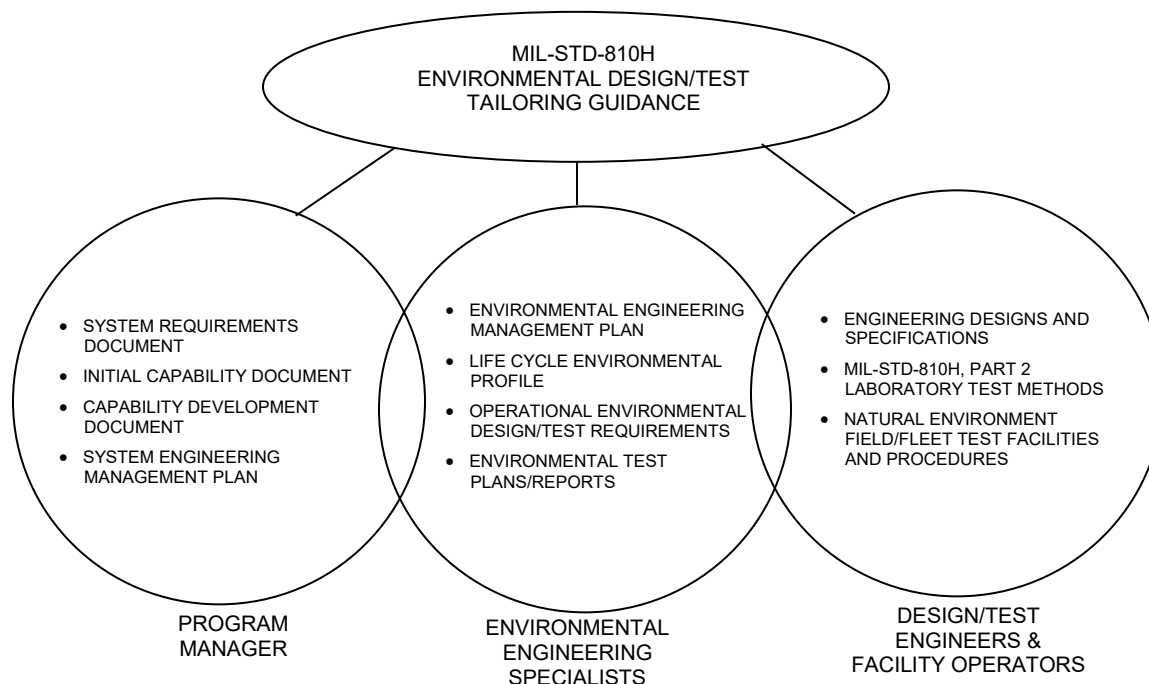 MIL-STD-810H
ENVIRONMENTAL DESIGN/TEST
TAILORING GUIDANCE
• SYSTEM REQUIREMENTS
DOCUMENT
• INITIAL CAPABILITY DOCUMENT
• CAPABILITY DEVELOPMENT
DOCUMENT
• SYSTEM ENGINEERING
MANAGEMENT PLAN
PROGRAM
MANAGER
• ENVIRONMENTAL ENGINEERING
MANAGEMENT PLAN
• LIFE CYCLE ENVIRONMENTAL
PROFILE
• OPERATIONAL ENVIRONMENTAL
DESIGN/TEST REQUIREMENTS
• ENVIRONMENTAL TEST
PLANS/REPORTS
ENVIRONMENTAL
ENGINEERING
SPECIALISTS
• ENGINEERING DESIGNS AND
SPECIFICATIONS
• MIL-STD-810H, PART 2
LABORATORY TEST METHODS
• NATURAL ENVIRONMENT
FIELD/FLEET TEST FACILITIES
AND PROCEDURES
DESIGN/TEST
ENGINEERS &
FACILITY OPERATORS